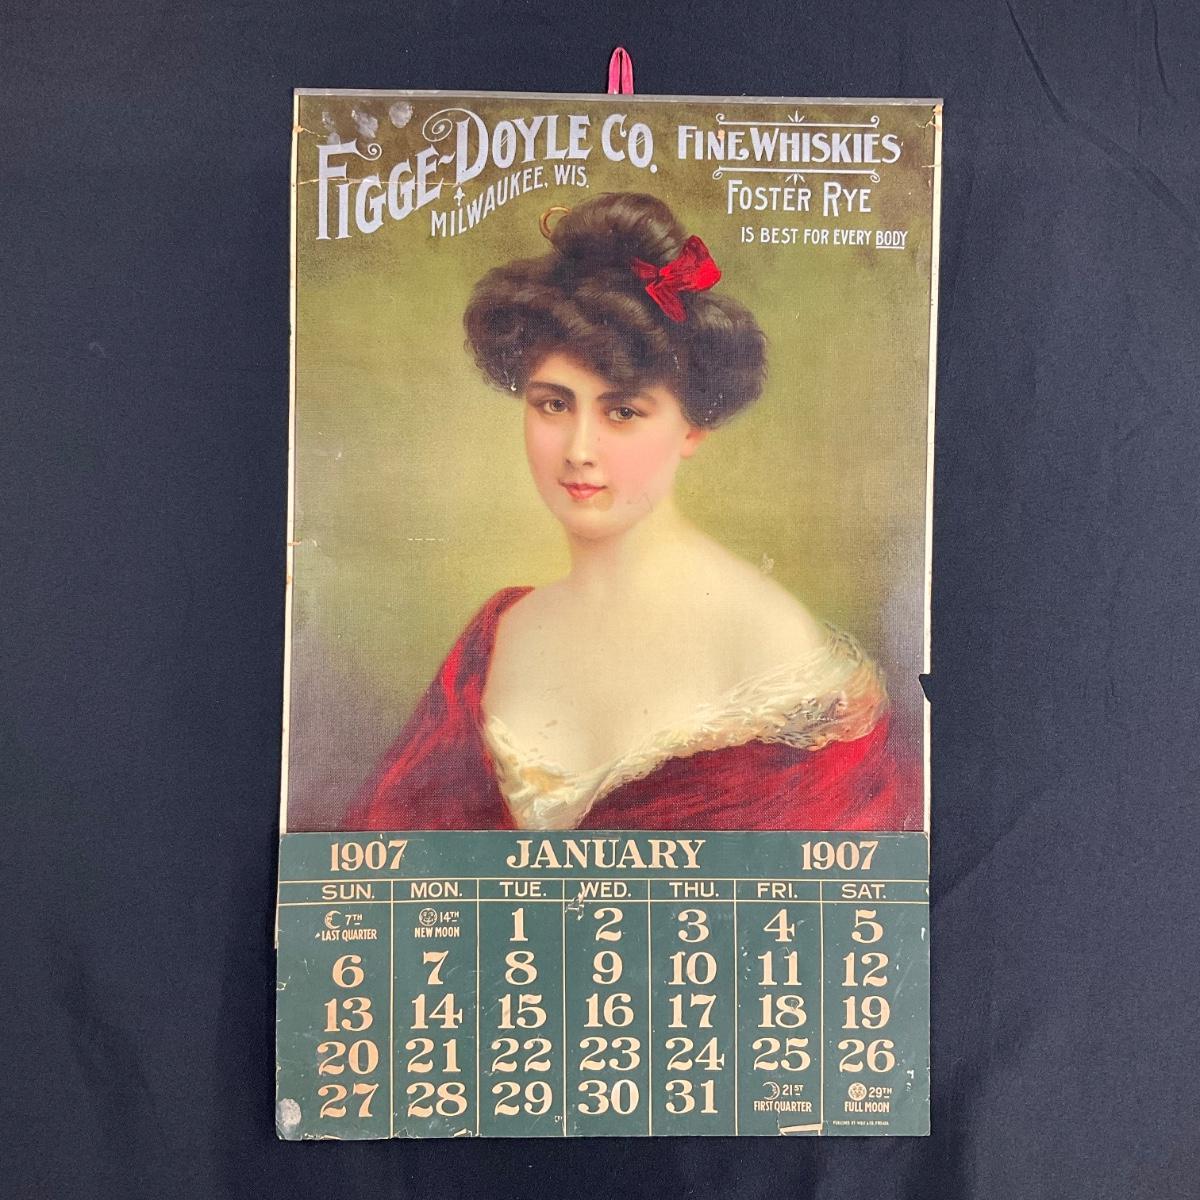 FIGGE-DOYLE CO.
MILWAUKEE, WIS.
FINE WHISKIES
FOSTER RYE
IS BEST FOR EVERY BODY
1907 JANUARY 1907
SUN. MON. TUE. WED. THU. FRI. SAT.
7TH LAST QUARTER 14TH NEW MOON 1 2 3 4 5
6 7 8 9 10 11 12
13 14 15 16 17 18 19
20 21 22 23 24 25 26
27 28 29 30 31 21ST FIRST QUARTER 29TH FULL MOON